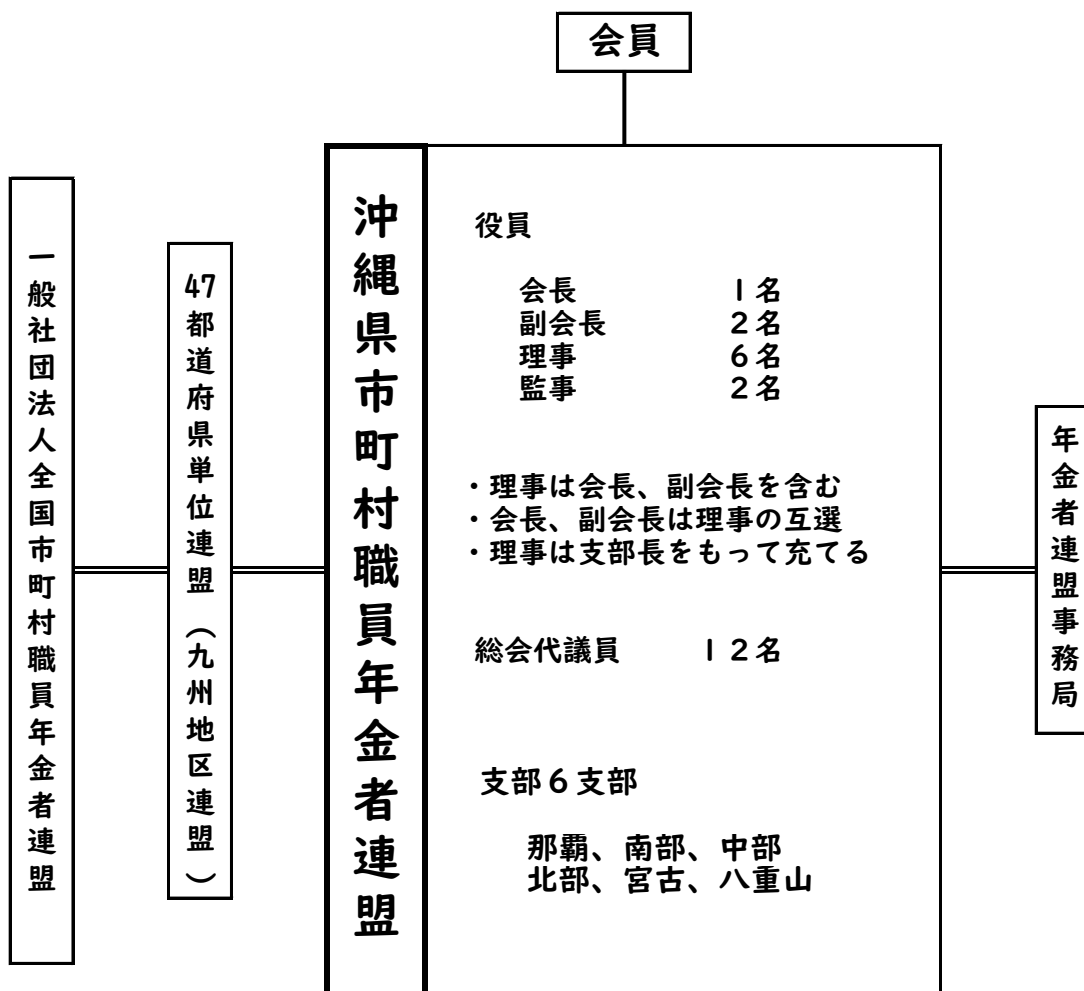 会員
一般社団法人全国市町村職員年金者連盟
47都道府県単位連盟（九州地区連盟）
沖縄県市町村職員年金者連盟
役員
会長 1名
副会長 2名
理事 6名
監事 2名
・理事は会長、副会長を含む
・会長、副会長は理事の互選
・理事は支部長をもって充てる
総会代議員 12名
支部６支部
那覇、南部、中部
北部、宮古、八重山
年金者連盟事務局